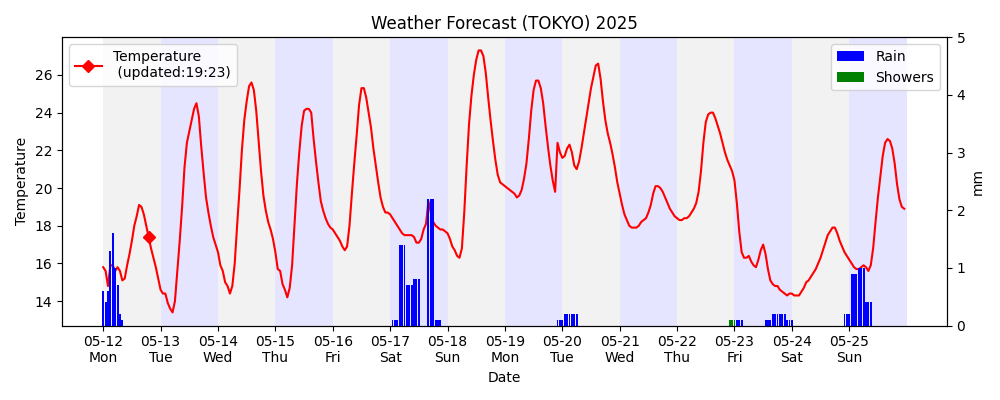 Weather Forecast (TOKYO) 2025
Temperature
(updated:19:23)
Rain
Showers
Temperature
26
24
22
20
18
16
14
5
4
3
2
1
0
mm
05-12 05-13 05-14 05-15 05-16 05-17 05-18 05-19 05-20 05-21 05-22 05-23 05-24 05-25
Mon Tue Wed Thu Fri Sat Sun Mon Tue Wed Thu Fri Sat Sun
Date